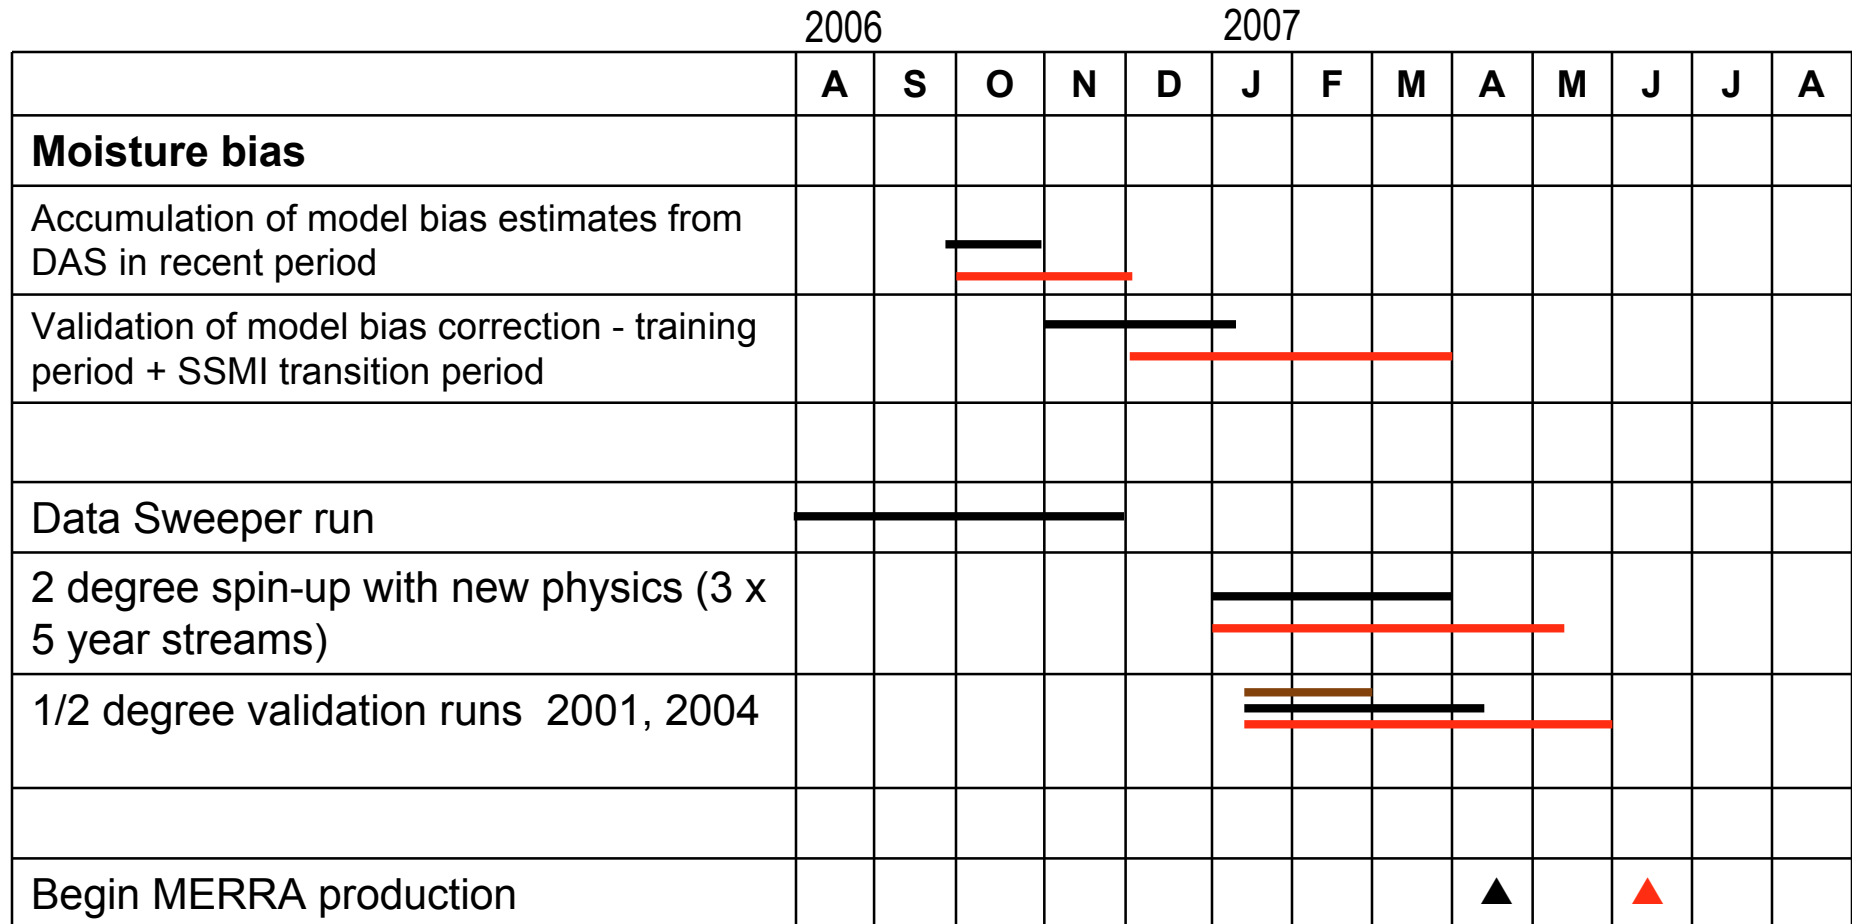 2006 2007
A S O N D J F M A M J J A
Moisture bias
Accumulation of model bias estimates from
DAS in recent period
Validation of model bias correction - training
period + SSMI transition period
Data Sweeper run
2 degree spin-up with new physics (3 x
5 year streams)
1/2 degree validation runs 2001, 2004
Begin MERRA production